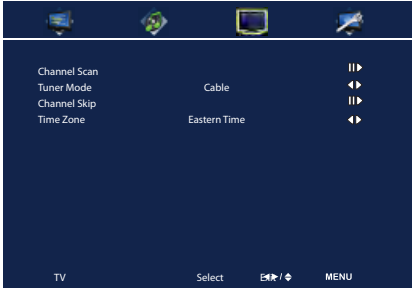 Channel Scan
Tuner Mode Cable
Channel Skip
Time Zone Eastern Time
TV Select MENU